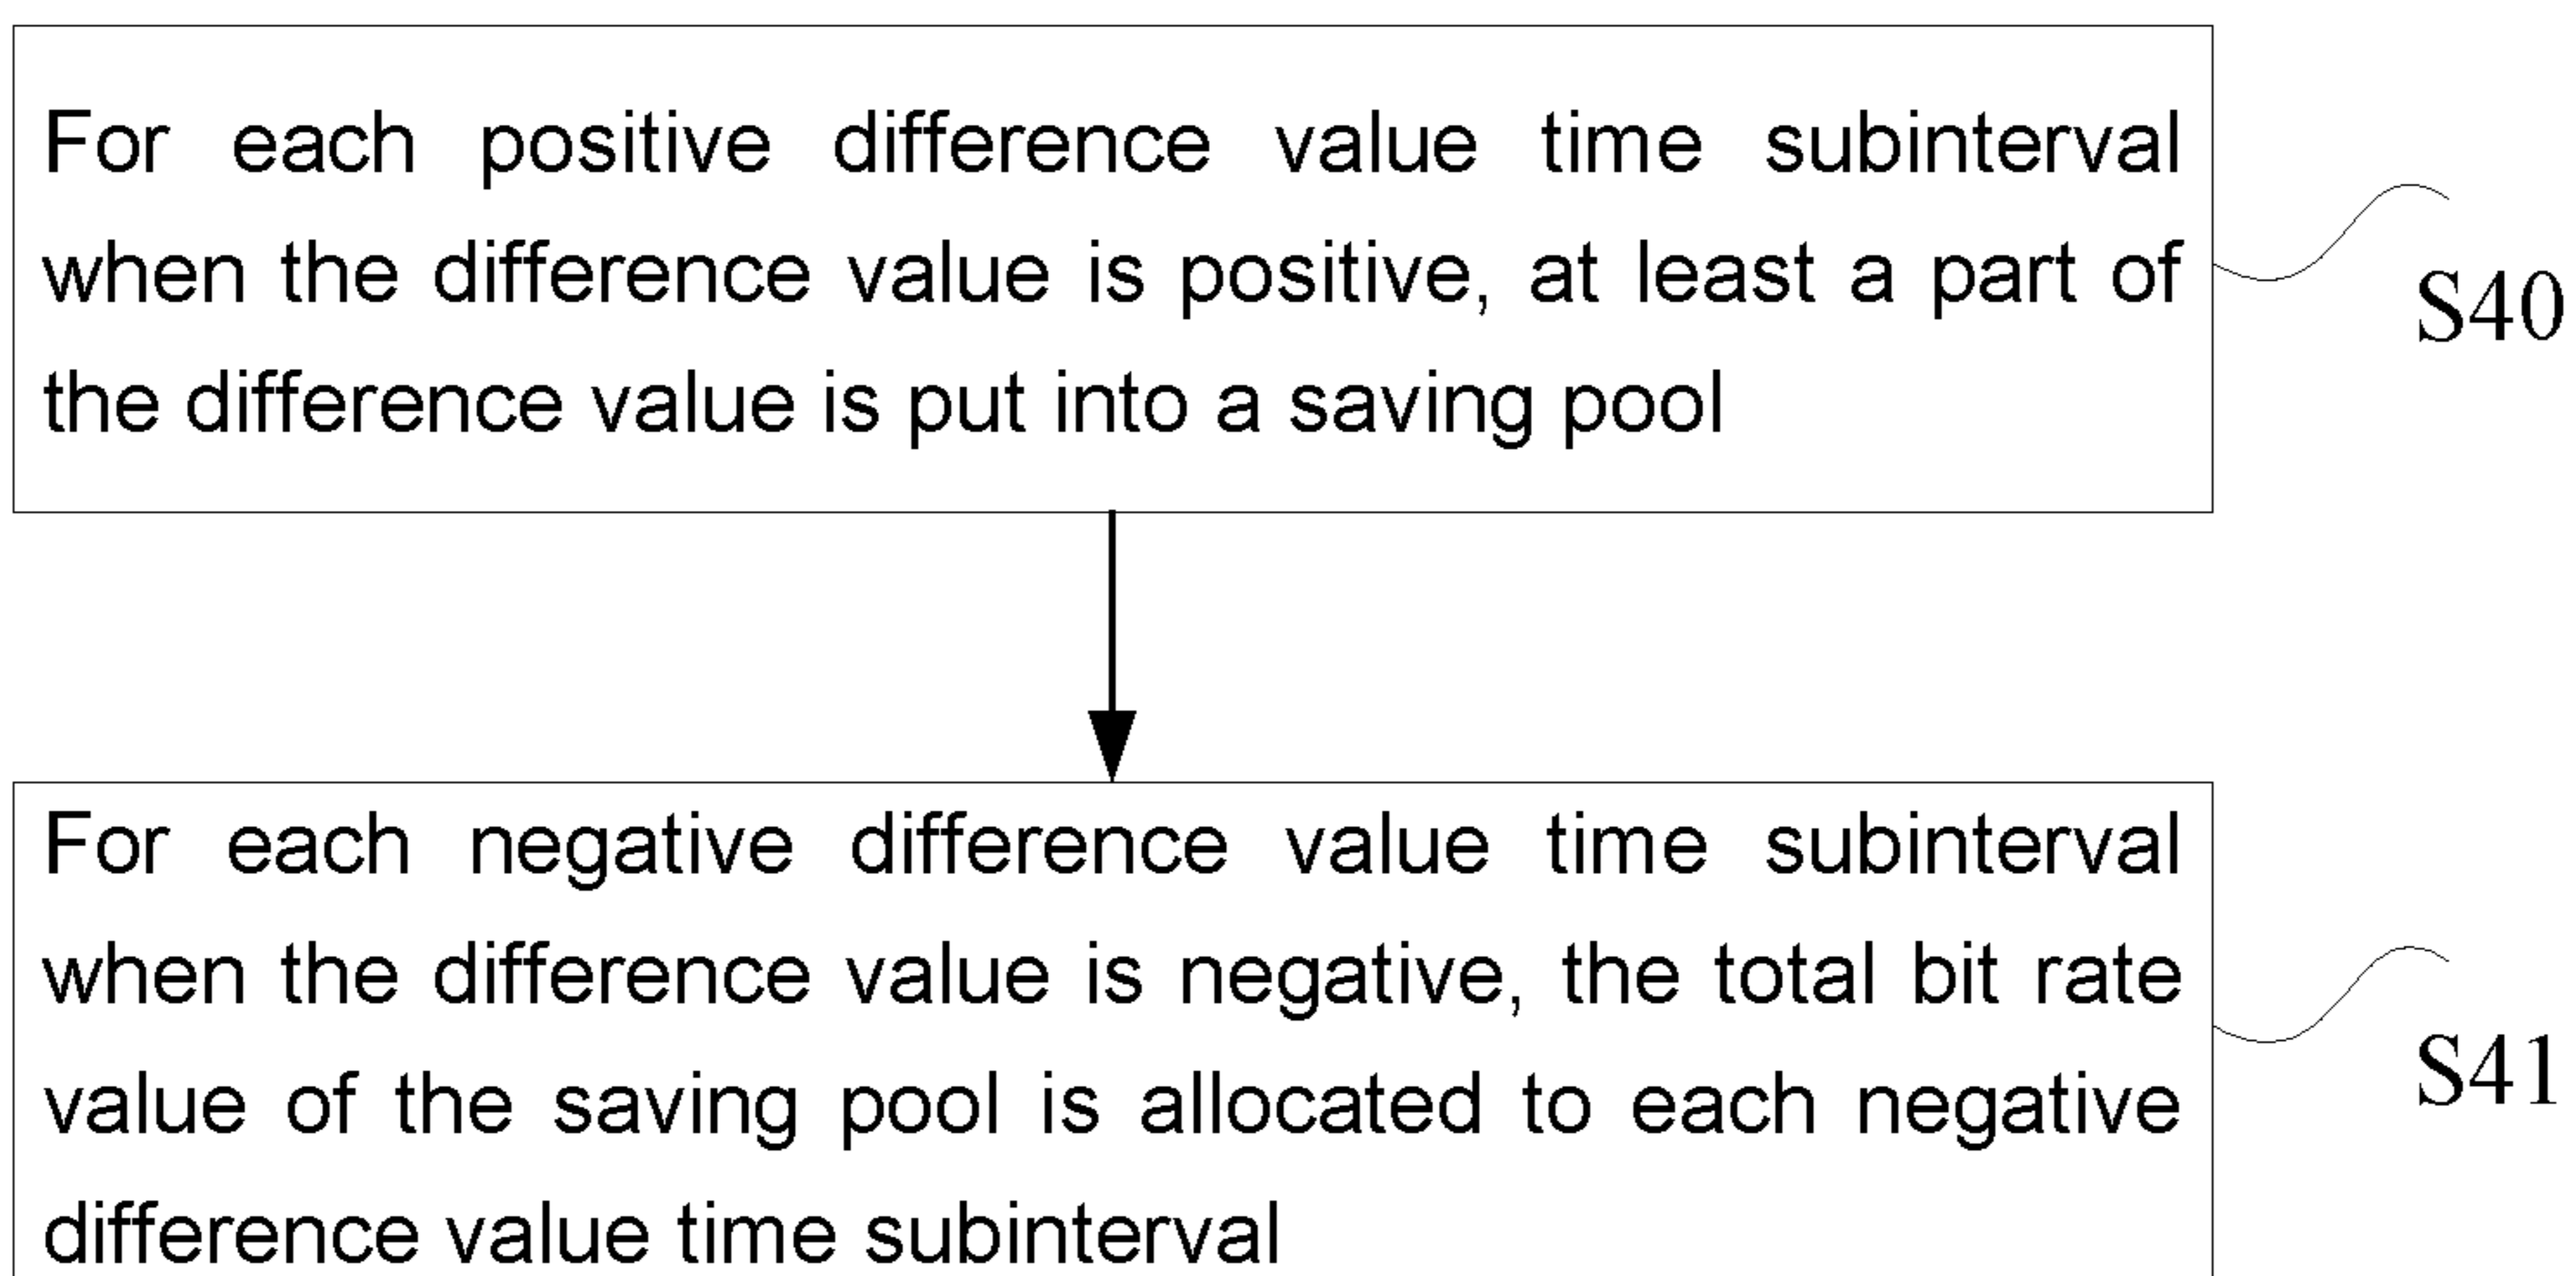 For each positive difference value time subinterval
when the difference value is positive, at least a part of
the difference value is put into a saving pool
S40
For each negative difference value time subinterval
when the difference value is negative, the total bit rate
value of the saving pool is allocated to each negative
difference value time subinterval
S41